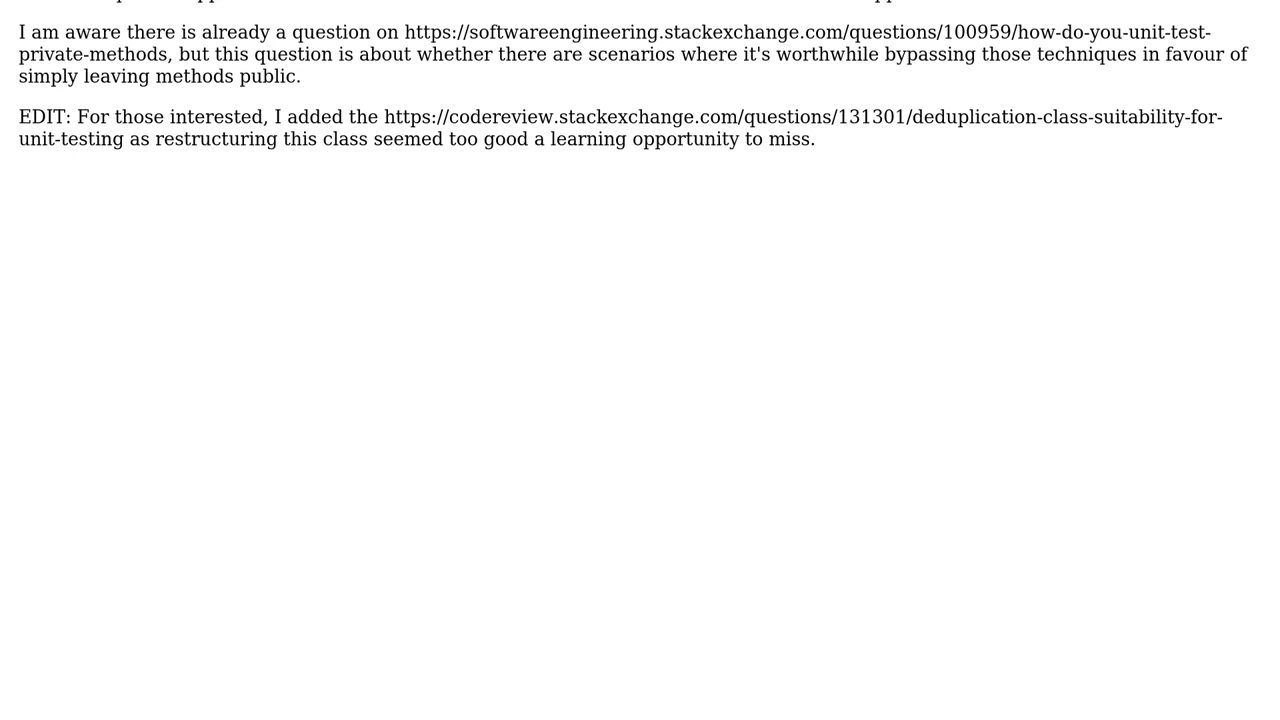 I am aware there is already a question on https://softwareengineering.stackexchange.com/questions/100959/how-do-you-unit-test-
private-methods, but this question is about whether there are scenarios where it's worthwhile bypassing those techniques in favour of
simply leaving methods public.
EDIT: For those interested, I added the https://codereview.stackexchange.com/questions/131301/deduplication-class-suitability-for-
unit-testing as restructuring this class seemed too good a learning opportunity to miss.